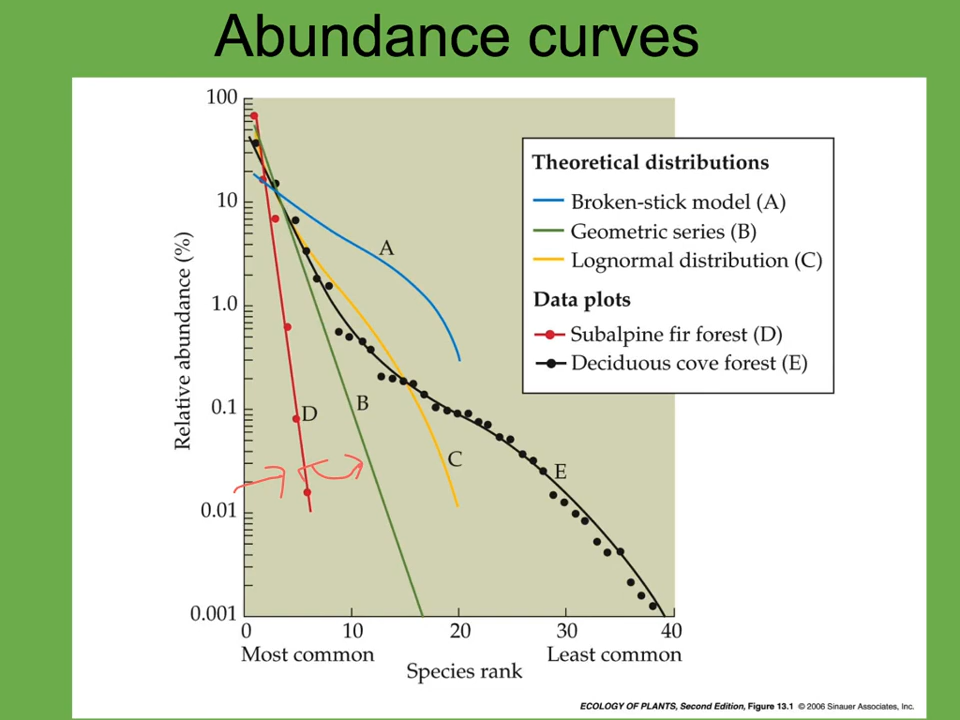 Abundance curves
100
10
1.0
0.1
0.01
0.001
Relative abundance (%)
A
B
C
D
E
Theoretical distributions
Broken-stick model (A)
Geometric series (B)
Lognormal distribution (C)
Data plots
Subalpine fir forest (D)
Deciduous cove forest (E)
0 10 20 30 40
Most common Least common
Species rank
ECOLOGY OF PLANTS, Second Edition, Figure 13.1 © 2006 Sinauer Associates, Inc.